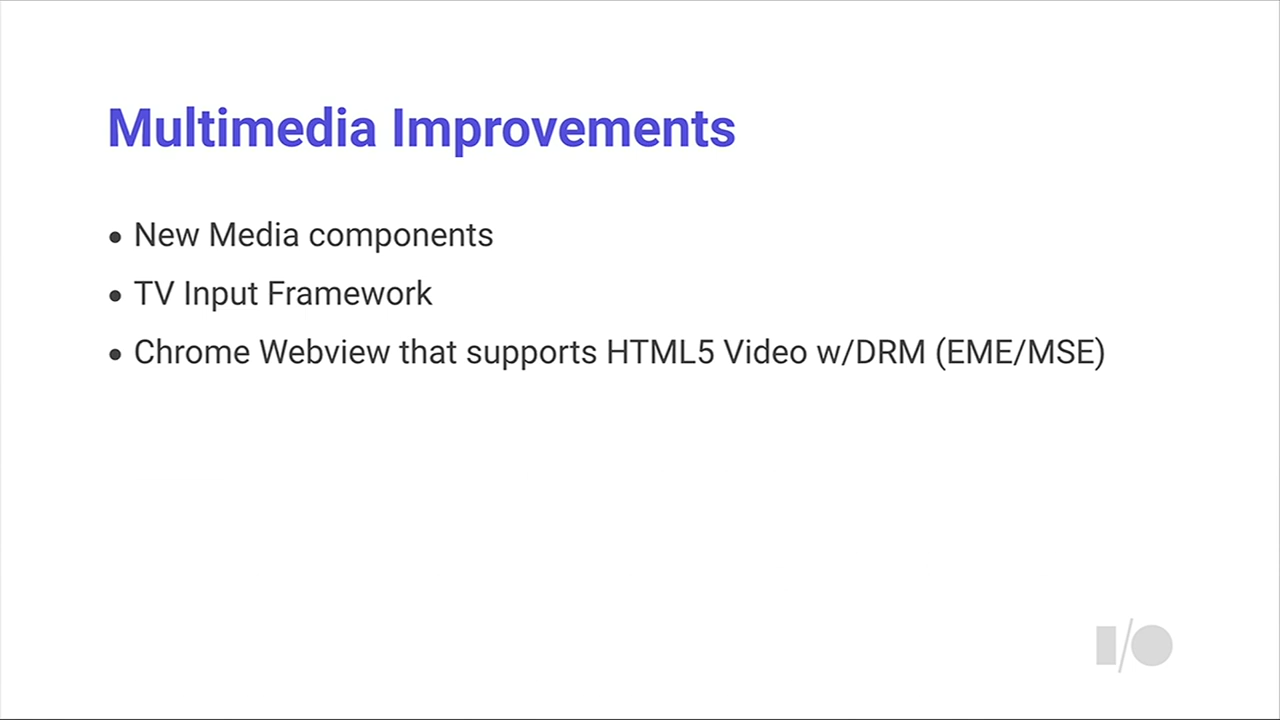 Multimedia Improvements
• New Media components
• TV Input Framework
• Chrome Webview that supports HTML5 Video w/DRM (EME/MSE)
I/O